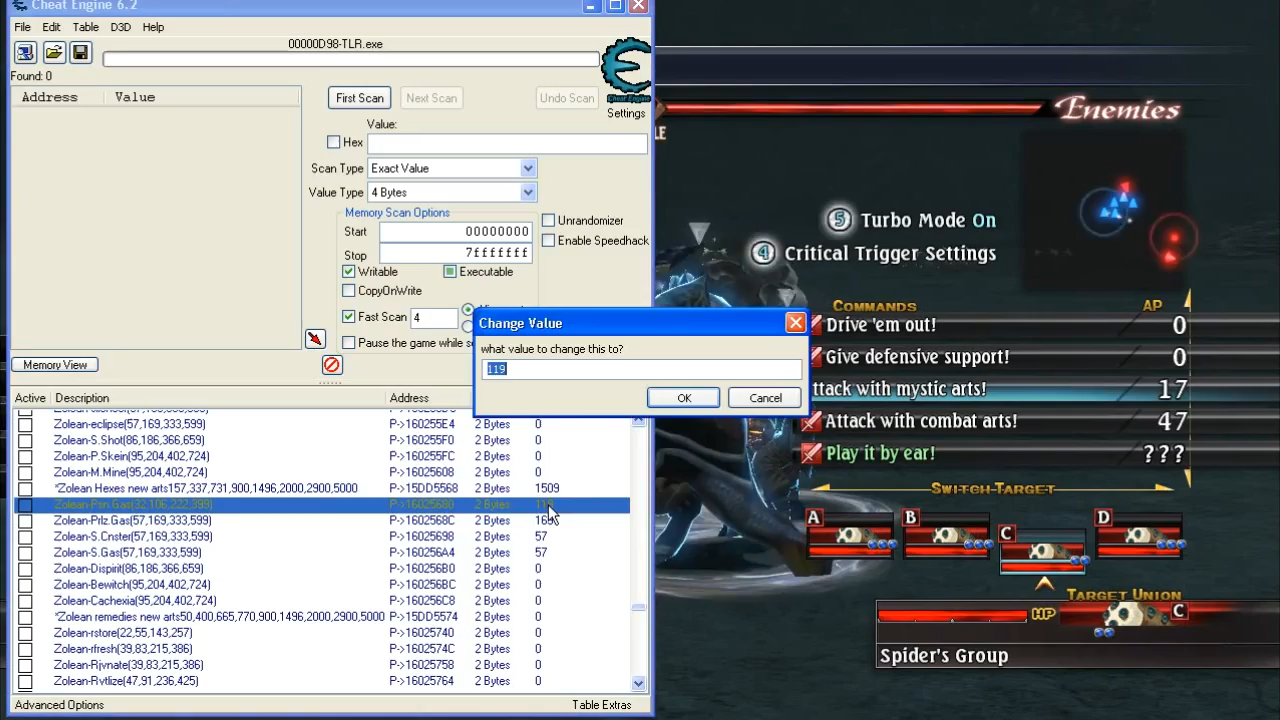 Cheat Engine 6.2
File Edit Table D3D Help
00000D98-TLR.exe
Found: 0
Address Value
First Scan Next Scan Undo Scan
Settings
Value:
Hex
Scan Type Exact Value
Value Type 4 Bytes
Memory Scan Options
Start 00000000
Stop 7fffffff
Writable Executable
CopyOnWrite
Fast Scan 4
Pause the game while
Unrandomizer
Enable Speedhack
Memory View
Change Value
what value to change this to?
119
OK Cancel
Active Description Address
Zolean-eclipse(57,169,333,599) P->160255E4 2 Bytes 0
Zolean-S.Shot(86,186,366,659) P->160255F0 2 Bytes 0
Zolean-P.Skein(95,204,402,724) P->160255FC 2 Bytes 0
Zolean-M.Mine(95,204,402,724) P->16025608 2 Bytes 0
*Zolean Hexes new arts157,337,731,900,1496,2000,2900,5000 P->15DD5568 2 Bytes 1509
Zolean-Psn.Gas(32,106,222,399) P->16025680 2 Bytes 119
Zolean-Prlz.Gas(57,169,333,599) P->1602568C 2 Bytes 169
Zolean-S.Cnster(57,169,333,599) P->16025698 2 Bytes 57
Zolean-S.Gas(57,169,333,599) P->160256A4 2 Bytes 57
Zolean-Dispirit(86,186,366,659) P->160256B0 2 Bytes 0
Zolean-Bewitch(95,204,402,724) P->160256BC 2 Bytes 0
Zolean-Cachexia(95,204,402,724) P->160256C8 2 Bytes 0
*Zolean remedies new arts50,400,665,770,900,1496,2000,2900,5000 P->15DD5574 2 Bytes 0
Zolean-rstore(22,55,143,257) P->16025740 2 Bytes 0
Zolean-rfresh(39,83,215,386) P->1602574C 2 Bytes 0
Zolean-Rjvnate(39,83,215,386) P->16025758 2 Bytes 0
Zolean-Rvtlize(47,91,236,425) P->16025764 2 Bytes 0
Advanced Options Table Extras
Enemies
5 Turbo Mode On
4 Critical Trigger Settings
Commands AP
Drive 'em out! 0
Give defensive support! 0
ttack with mystic arts! 17
Attack with combat arts! 47
Play it by ear! ???
Switch Target
A B C D
Target Union
HP C
Spider's Group